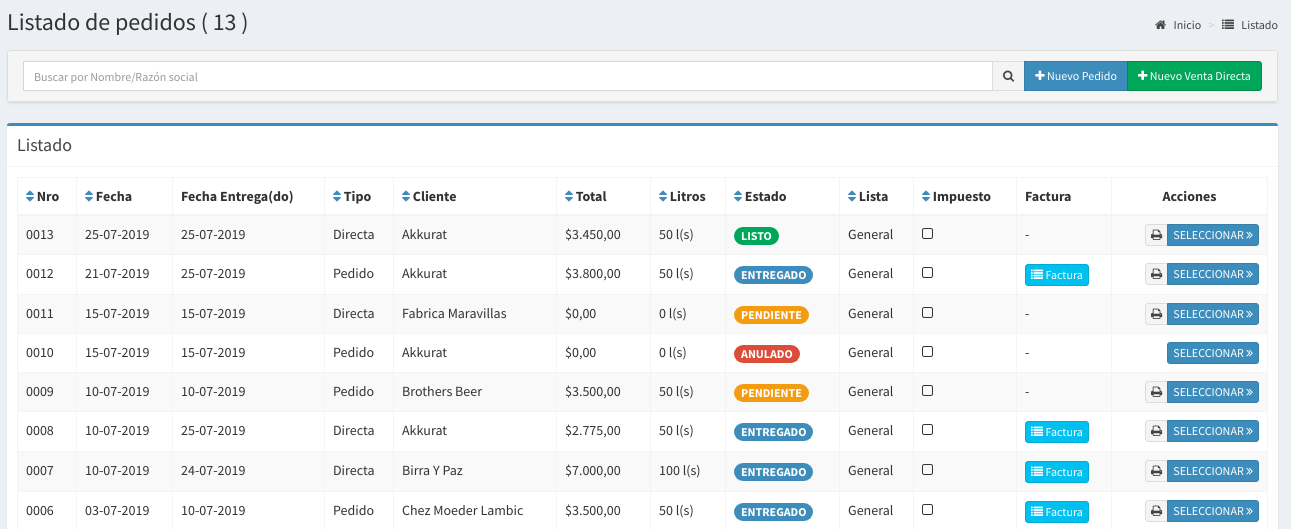 Listado de pedidos ( 13 )
Inicio > Listado
Buscar por Nombre/Razón social
Nuevo Pedido
Nuevo Venta Directa
Listado
Nro Fecha Fecha Entrega(do) Tipo Cliente Total Litros Estado Lista Impuesto Factura Acciones
0013 25-07-2019 25-07-2019 Directa Akkurat $3.450,00 50 l(s) LISTO General - SELECCIONAR »
0012 21-07-2019 25-07-2019 Pedido Akkurat $3.800,00 50 l(s) ENTREGADO General Factura SELECCIONAR »
0011 15-07-2019 15-07-2019 Directa Fabrica Maravillas $0,00 0 l(s) PENDIENTE General - SELECCIONAR »
0010 15-07-2019 15-07-2019 Pedido Akkurat $0,00 0 l(s) ANULADO General - SELECCIONAR »
0009 10-07-2019 10-07-2019 Pedido Brothers Beer $3.500,00 50 l(s) PENDIENTE General - SELECCIONAR »
0008 10-07-2019 25-07-2019 Directa Akkurat $2.775,00 50 l(s) ENTREGADO General Factura SELECCIONAR »
0007 10-07-2019 24-07-2019 Directa Birra Y Paz $7.000,00 100 l(s) ENTREGADO General Factura SELECCIONAR »
0006 03-07-2019 10-07-2019 Pedido Chez Moeder Lambic $3.500,00 50 l(s) ENTREGADO General Factura SELECCIONAR »